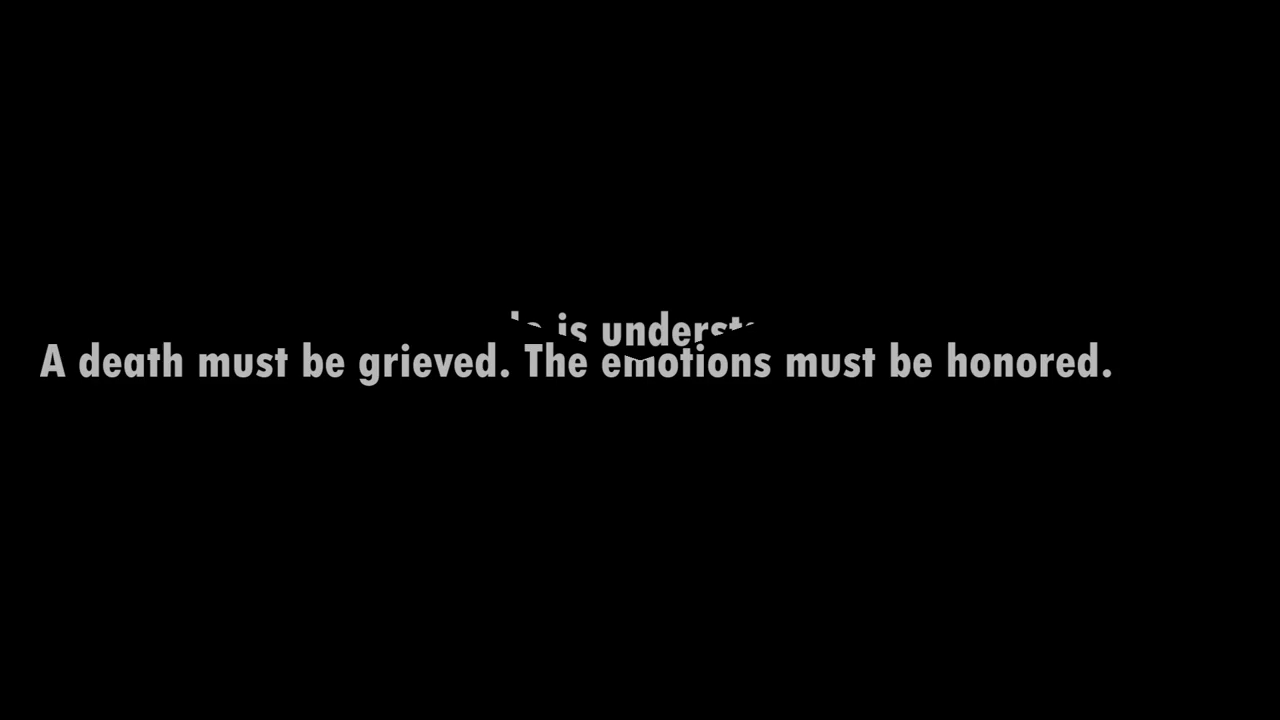 is underst
A death must be grieved. The emotions must be honored.